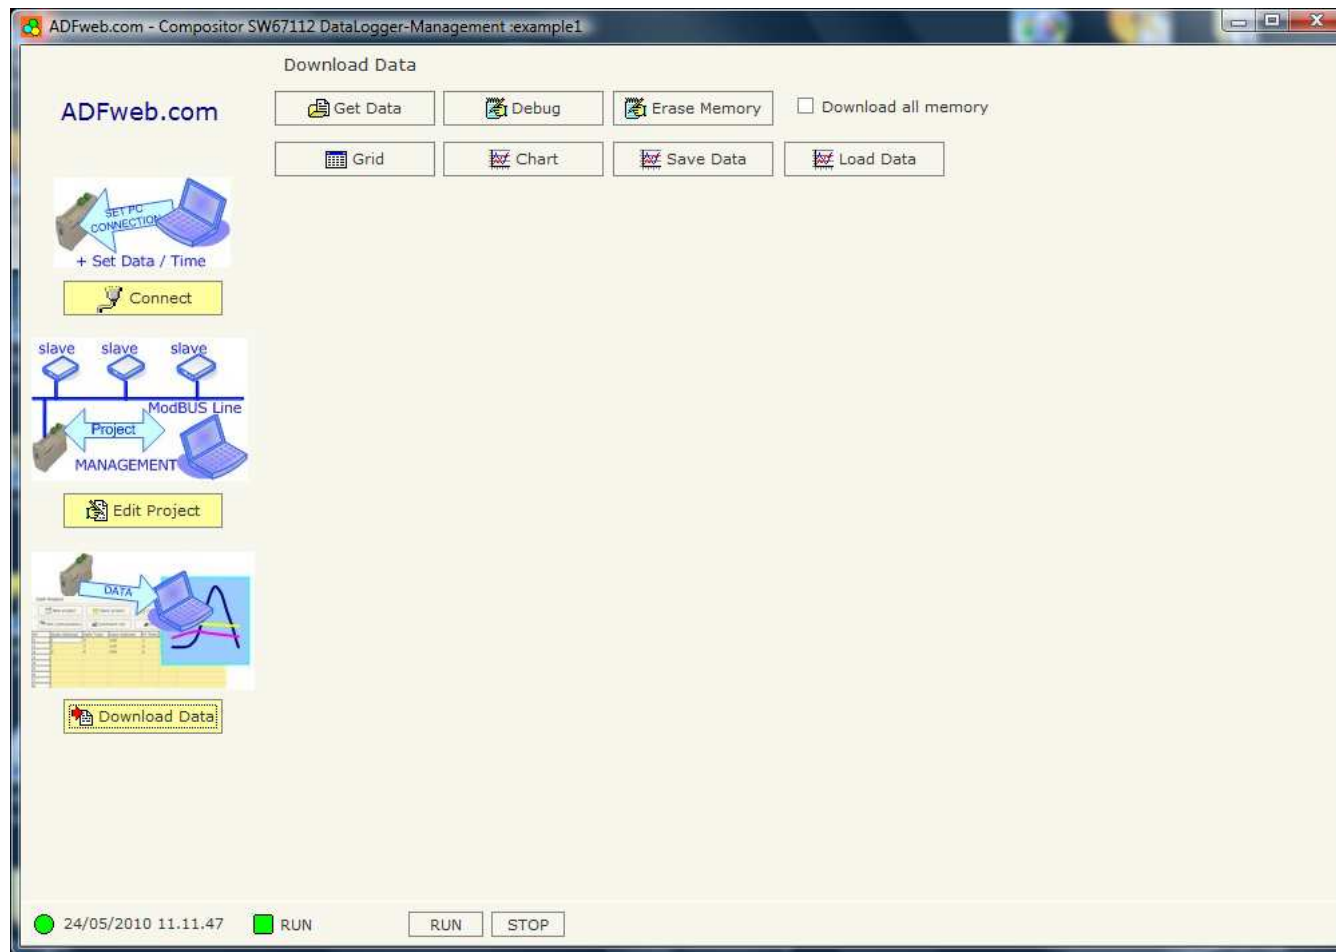 ADFweb.com - Compositor SW67112 DataLogger-Management :example1
Download Data
ADFweb.com
Get Data
Debug
Erase Memory
Download all memory
Grid
Chart
Save Data
Load Data
SET PC
CONNECTION
+ Set Data / Time
Connect
slave slave slave
ModBUS Line
Project
MANAGEMENT
Edit Project
DATA
Download Data
24/05/2010 11.11.47
RUN
RUN
STOP